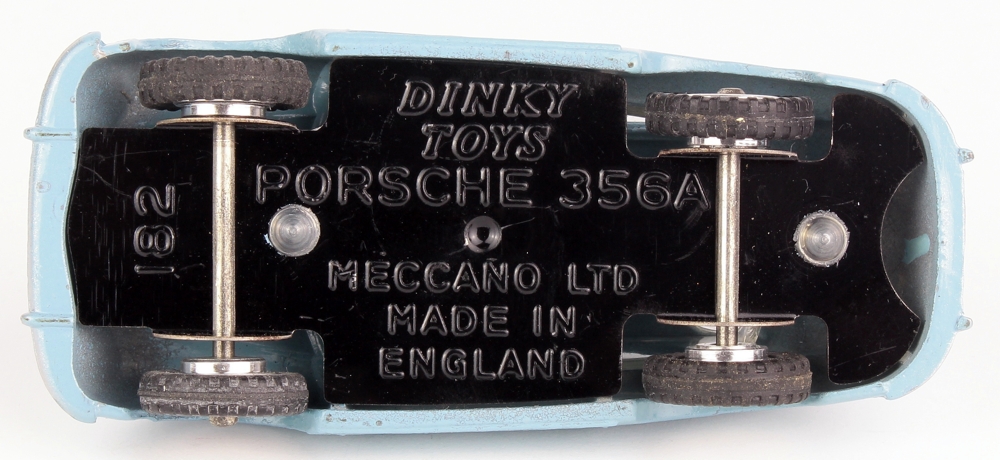 DINKY
TOYS
PORSCHE 356A
182
MECCANO LTD
MADE IN
ENGLAND